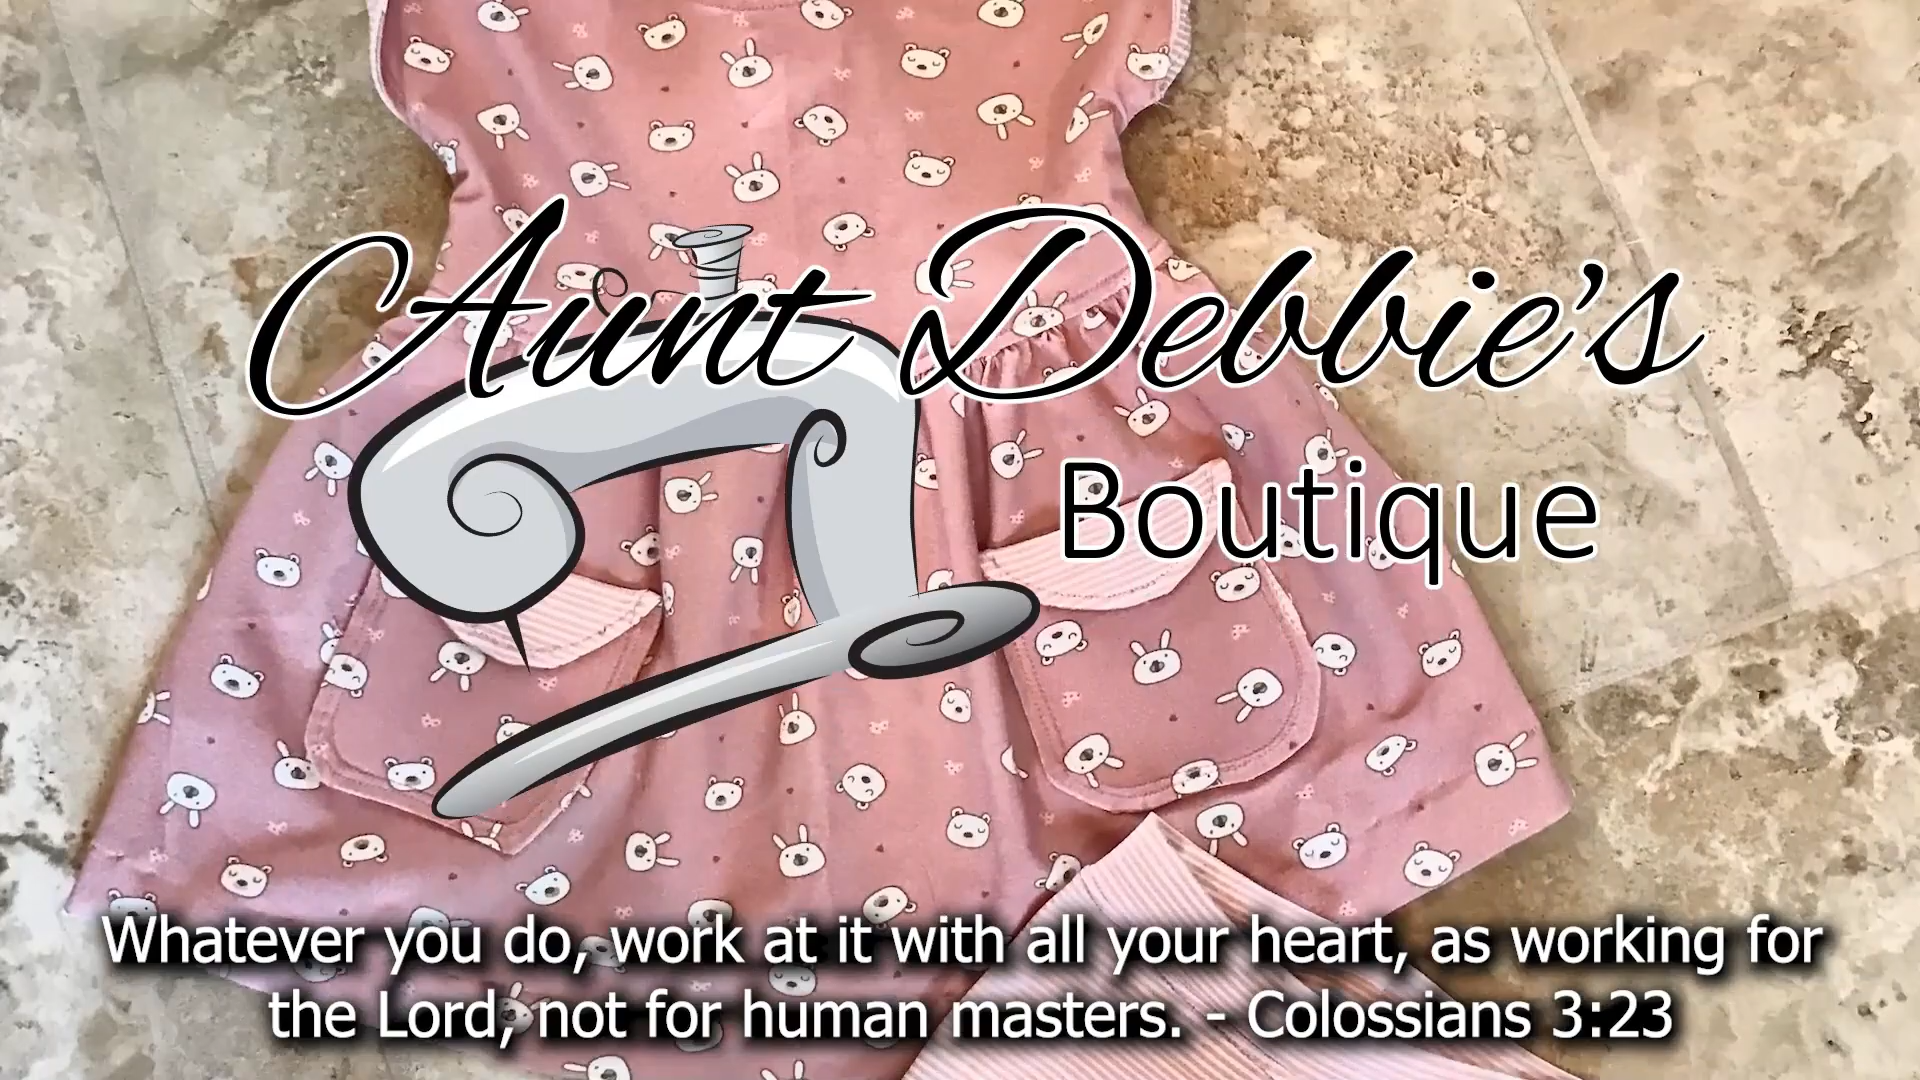 Aunt Debbie's
Boutique
Whatever you do, work at it with all your heart, as working for
the Lord, not for human masters. - Colossians 3:23